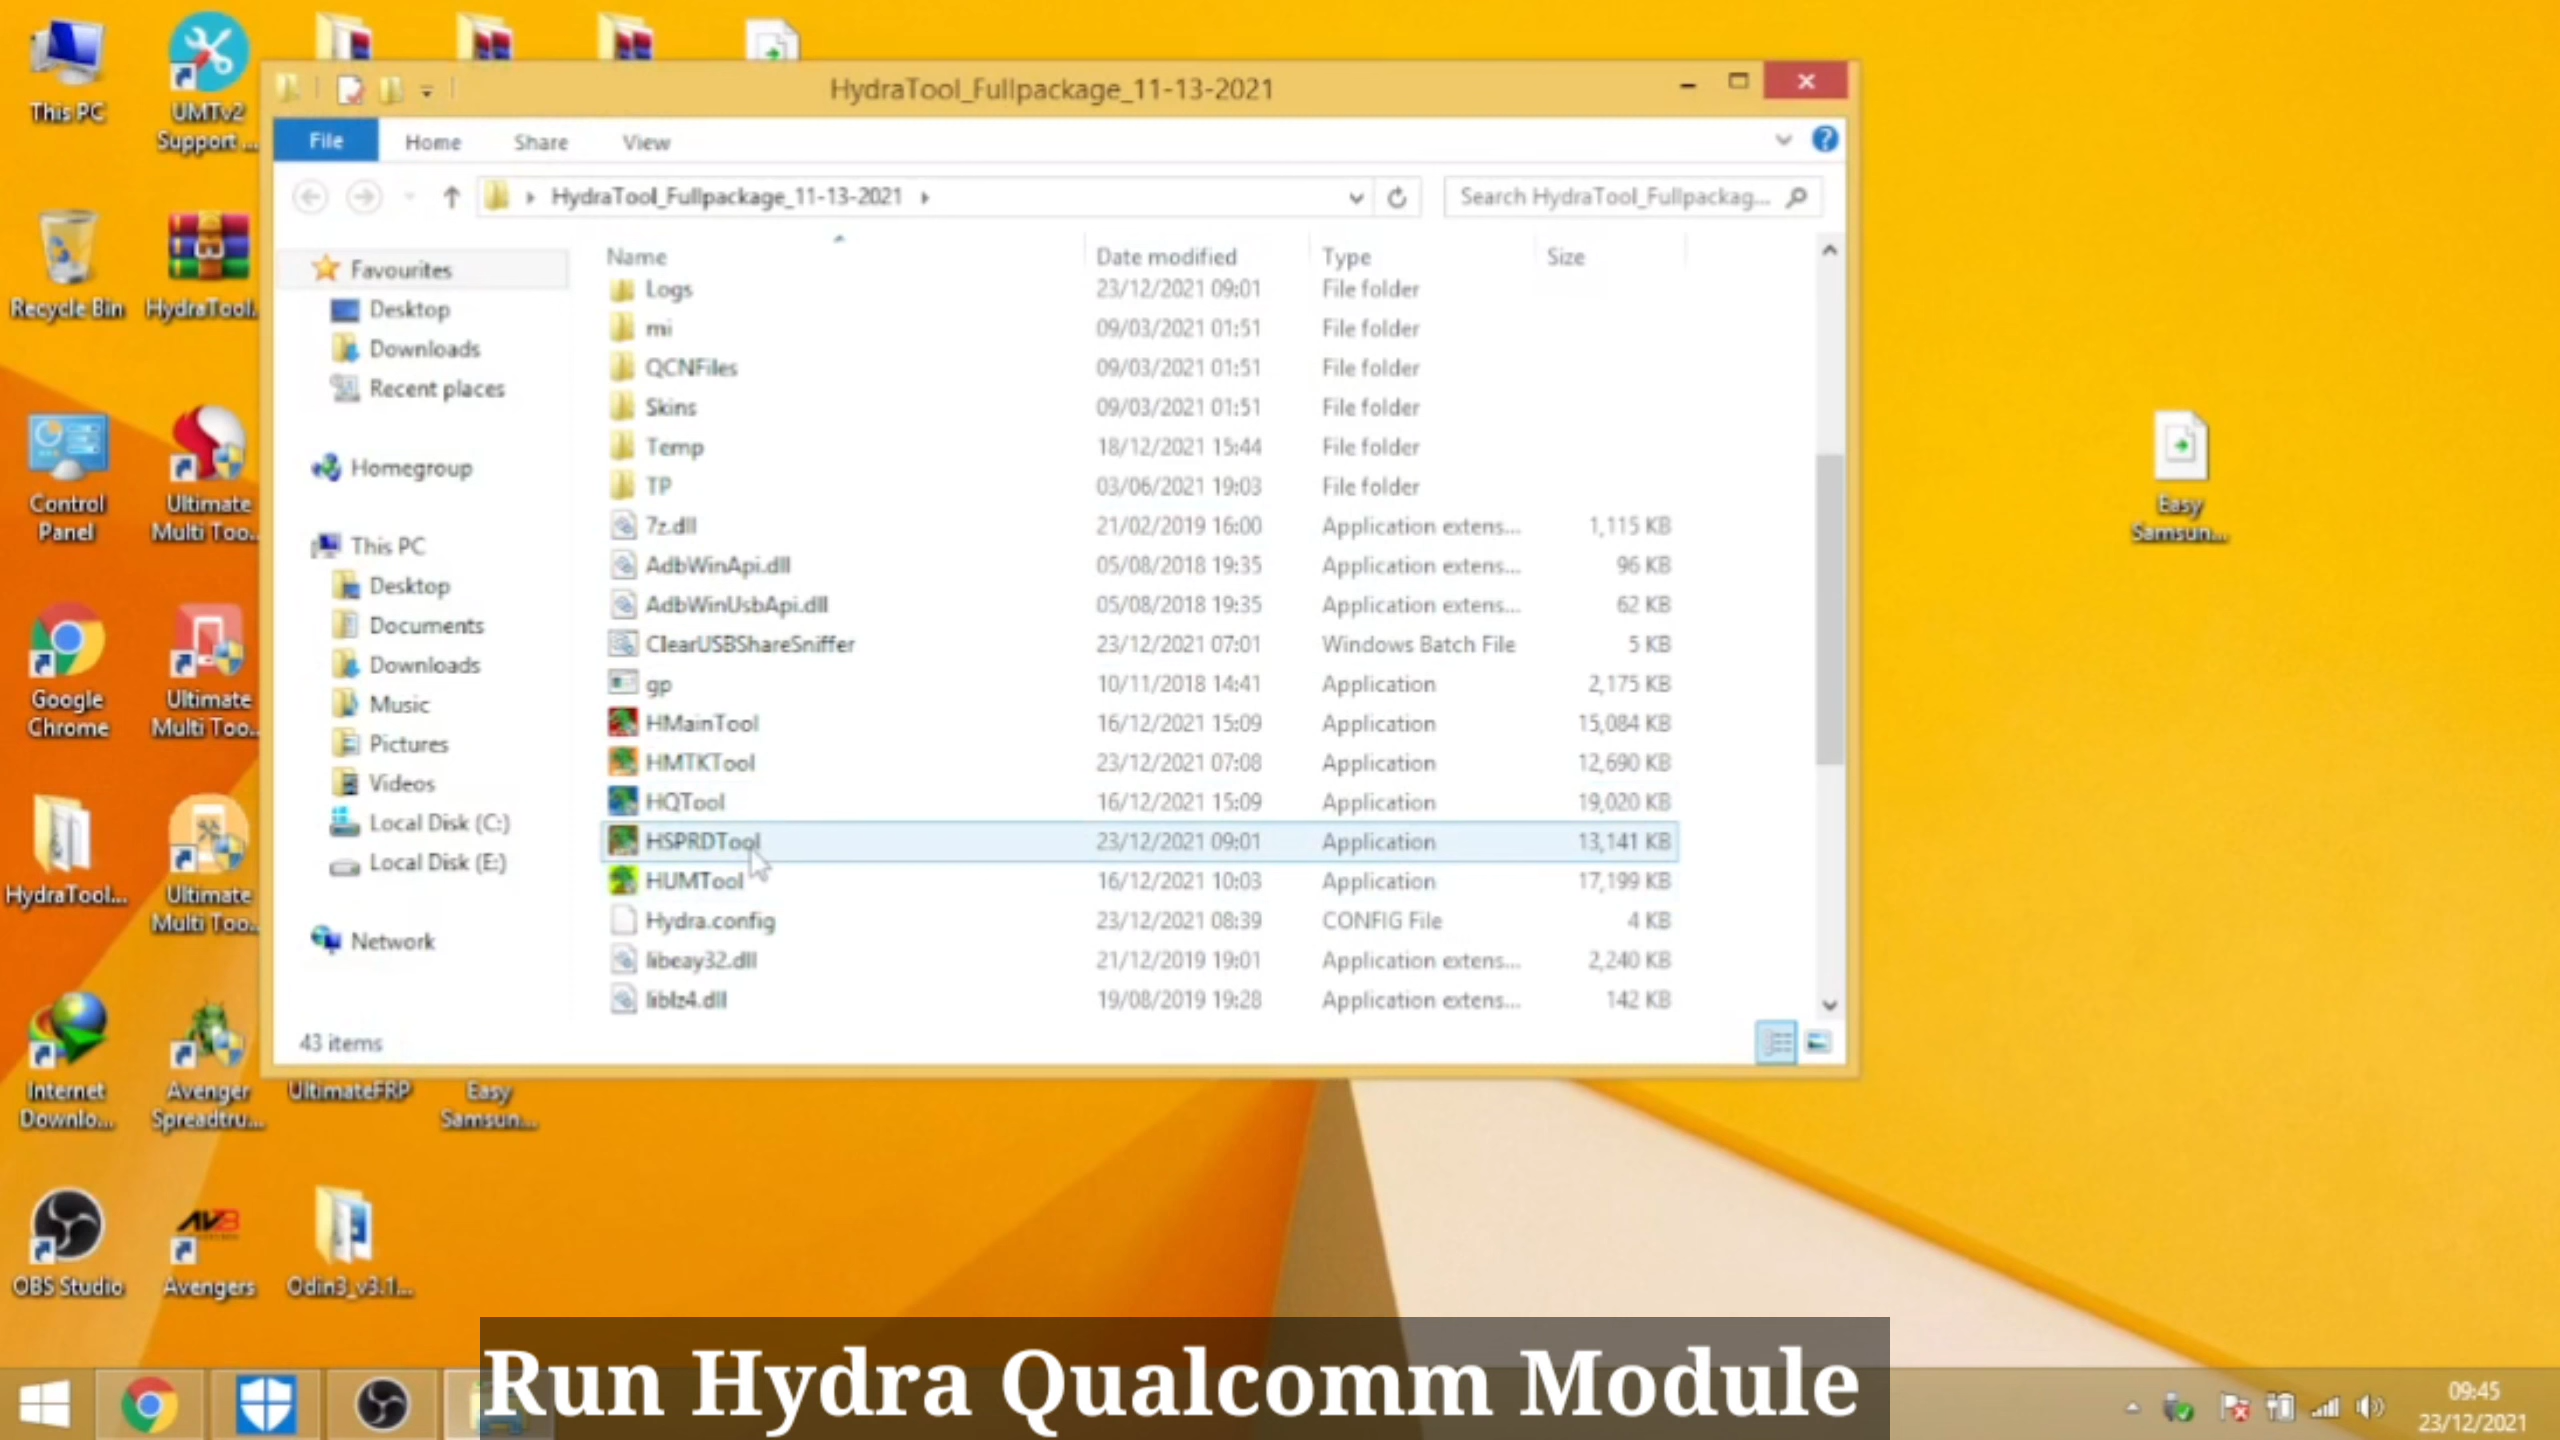 HydraTool_Fullpackage_11-13-2021
File Home Share View
HydraTool_Fullpackage_11-13-2021
Search HydraTool_Fullpackag...
Name Date modified Type Size
Logs 23/12/2021 09:01 File folder
mi 09/03/2021 01:51 File folder
QCNFiles 09/03/2021 01:51 File folder
Skins 09/03/2021 01:51 File folder
Temp 18/12/2021 15:44 File folder
TP 03/06/2021 19:03 File folder
7z.dll 21/02/2019 16:00 Application extens... 1,115 KB
AdbWinApi.dll 05/08/2018 19:35 Application extens... 96 KB
AdbWinUsbApi.dll 05/08/2018 19:35 Application extens... 62 KB
ClearUSBShareSniffer 23/12/2021 07:01 Windows Batch File 5 KB
gp 10/11/2018 14:41 Application 2,175 KB
HMainTool 16/12/2021 15:09 Application 15,084 KB
HMTKTool 23/12/2021 07:08 Application 12,690 KB
HQTool 16/12/2021 15:09 Application 19,020 KB
HSPRDTool 23/12/2021 09:01 Application 13,141 KB
HUMTool 16/12/2021 10:03 Application 17,199 KB
Hydra.config 23/12/2021 08:39 CONFIG File 4 KB
libeay32.dll 21/12/2019 19:01 Application extens... 2,240 KB
liblz4.dll 19/08/2019 19:28 Application extens... 142 KB
43 items
Favourites
Desktop
Downloads
Recent places
Homegroup
This PC
Desktop
Documents
Downloads
Music
Pictures
Videos
Local Disk (C:)
Local Disk (E:)
Network
This PC
UMTv2
Support ...
Recycle Bin
HydraTool...
Control
Panel
Ultimate
Multi Too...
Google
Chrome
Ultimate
Multi Too...
HydraTool...
Ultimate
Multi Too...
Internet
Downlo...
Avenger
Spreadtru...
UltimateFRP
Easy
Samsun...
OBS Studio
Avengers
Odin3_v3.1...
Easy
Samsun...
Run Hydra Qualcomm Module
09:45
23/12/2021